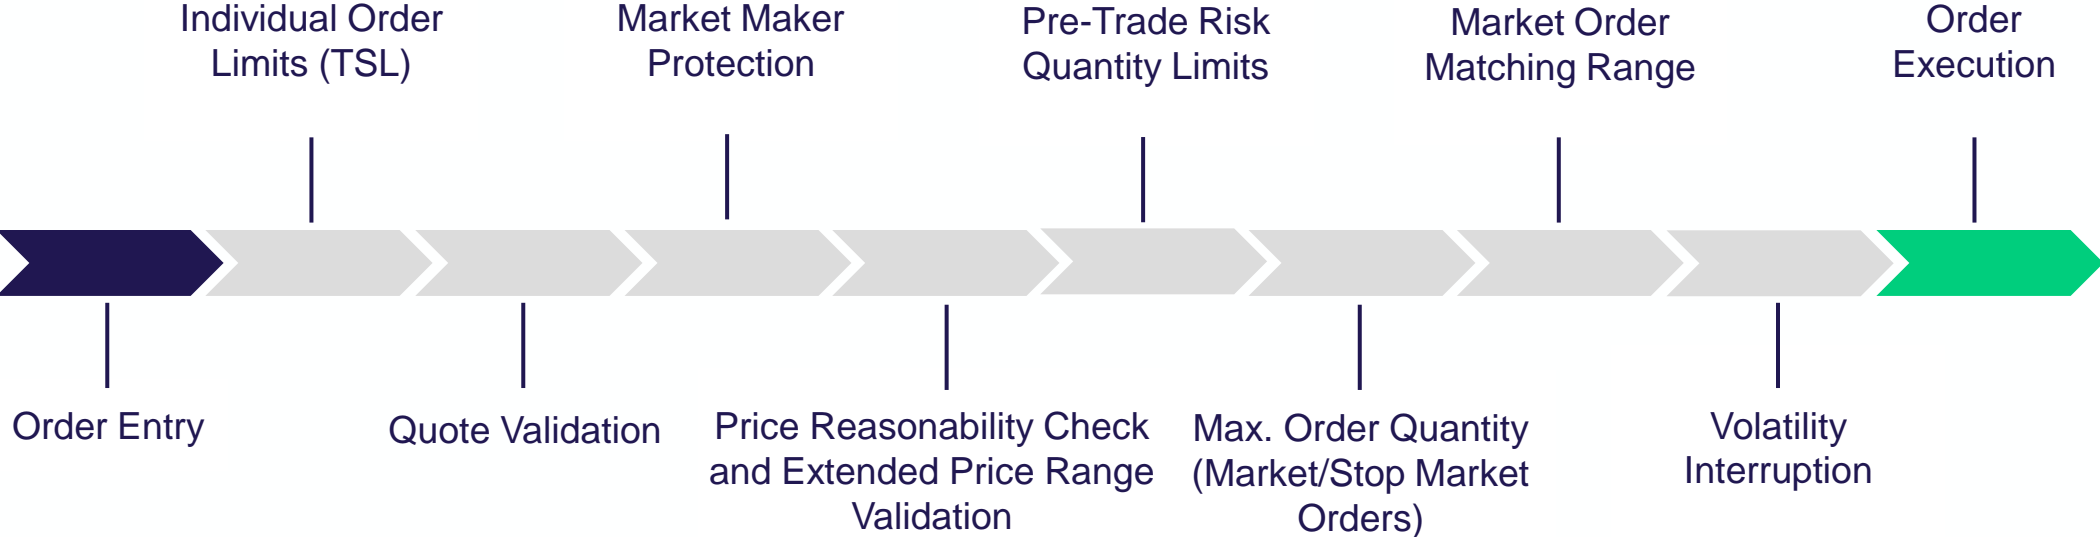 Individual Order
Limits (TSL)
Market Maker
Protection
Pre-Trade Risk
Quantity Limits
Market Order
Matching Range
Order
Execution
Order Entry
Quote Validation
Price Reasonability Check
and Extended Price Range
Validation
Max. Order Quantity
(Market/Stop Market
Orders)
Volatility
Interruption